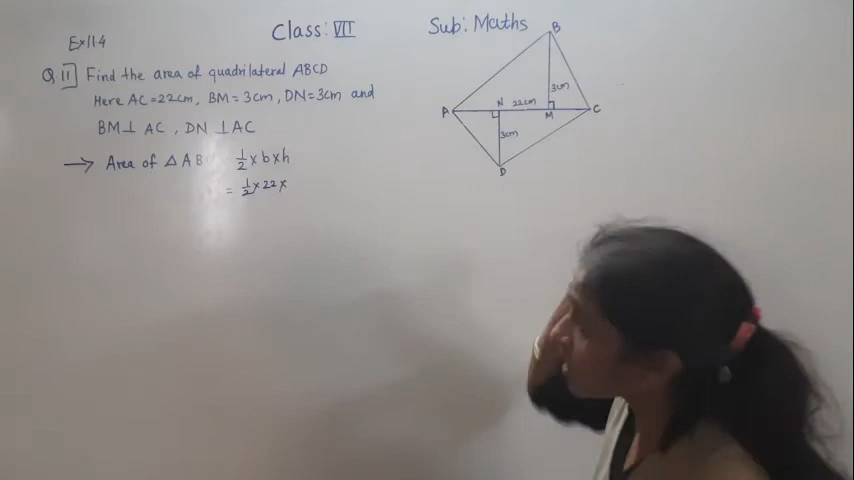 Class: VII
Sub: Maths
Ex 11.4
Q.11] Find the area of quadrilateral ABCD
Here AC=22cm, BM=3cm, DN=3cm and
BM⊥ AC, DN ⊥AC
→ Area of △AB 1/2×b×h
= 1/2×22×
B
3cm
A
N
22cm
M
C
3cm
D